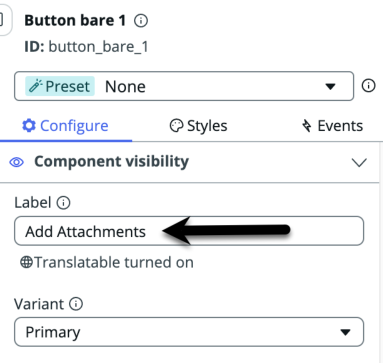 Button bare 1
ID: button_bare_1
Preset None
Configure Styles Events
Component visibility
Label
Add Attachments
Translatable turned on
Variant
Primary